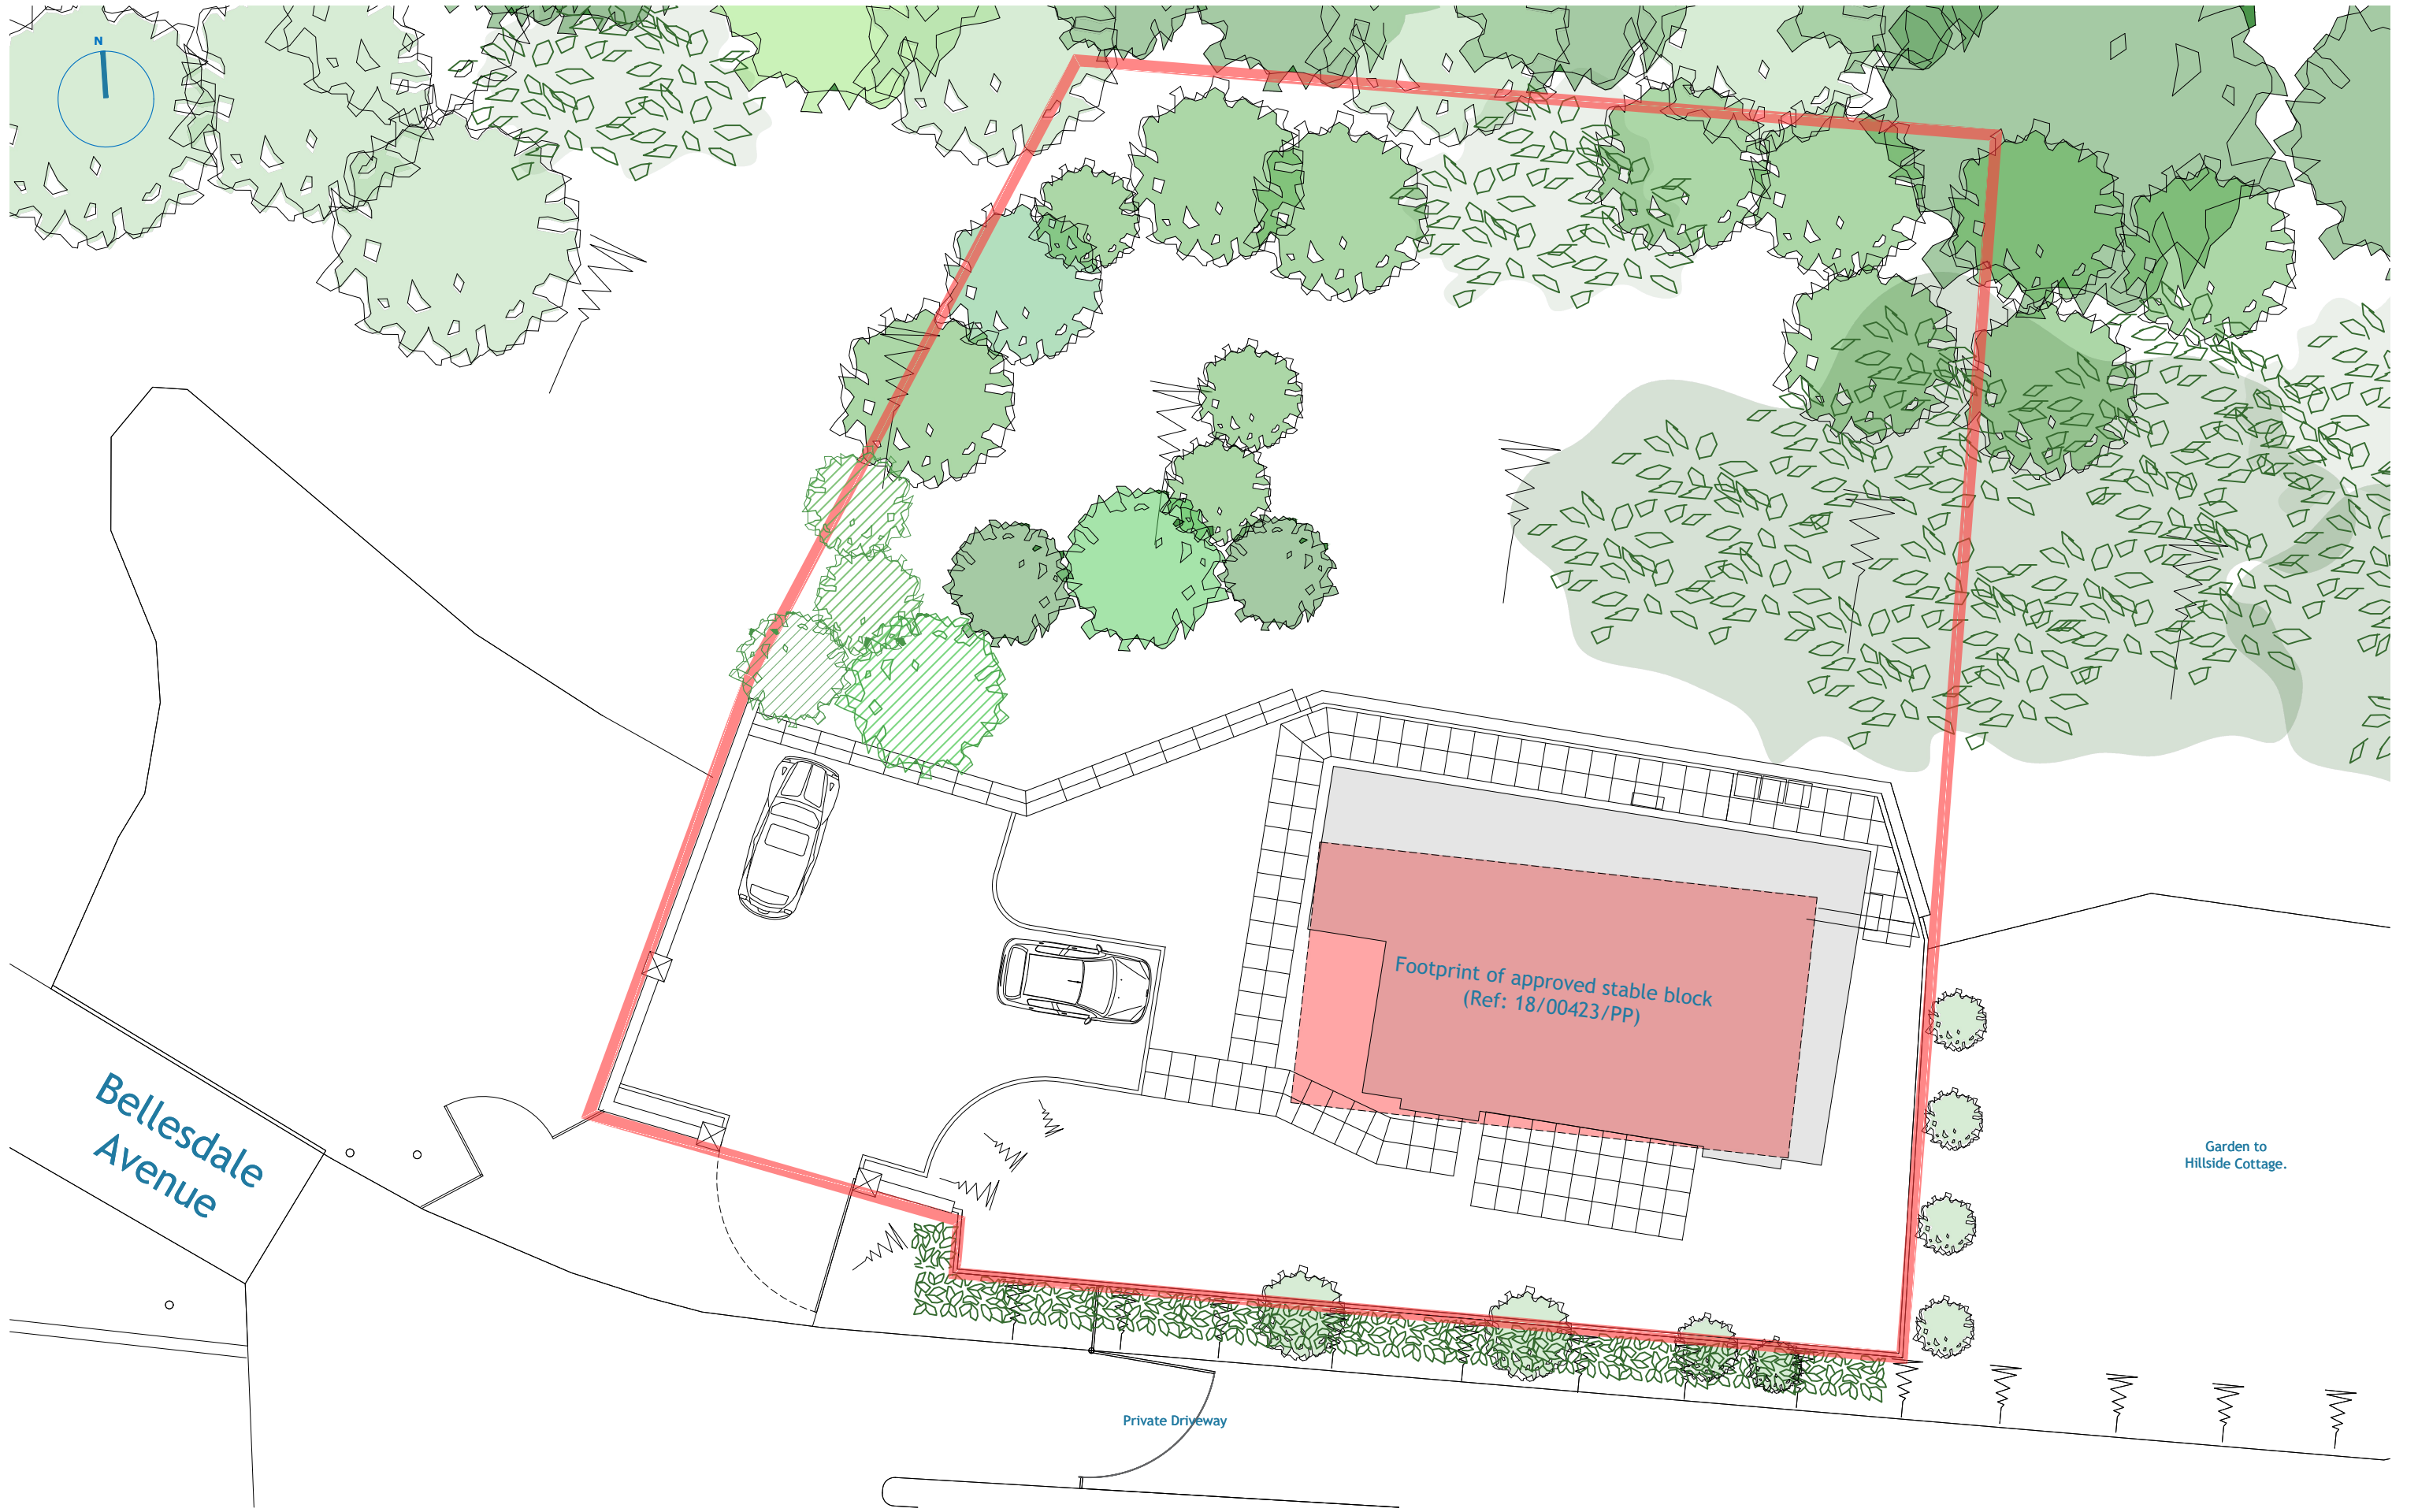 N
Footprint of approved stable block
(Ref: 18/00423/PP)
Bellesdale
Avenue
Garden to
Hillside Cottage.
Private Driveway